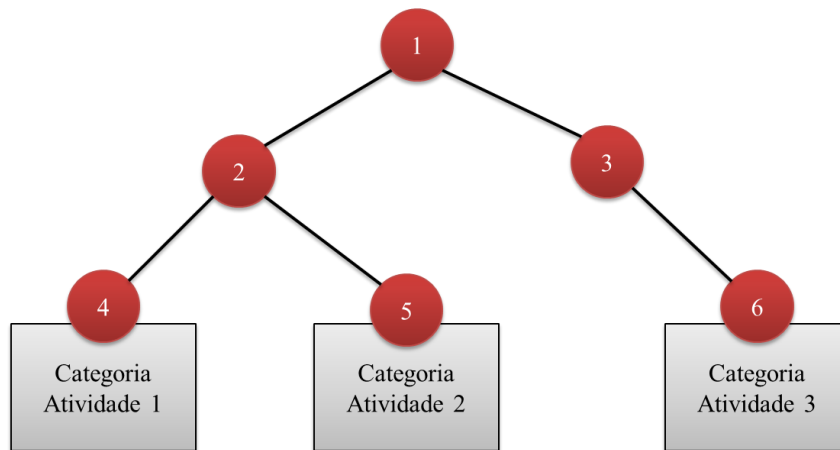 1
2
3
4
5
6
Categoria
Atividade 1
Categoria
Atividade 2
Categoria
Atividade 3